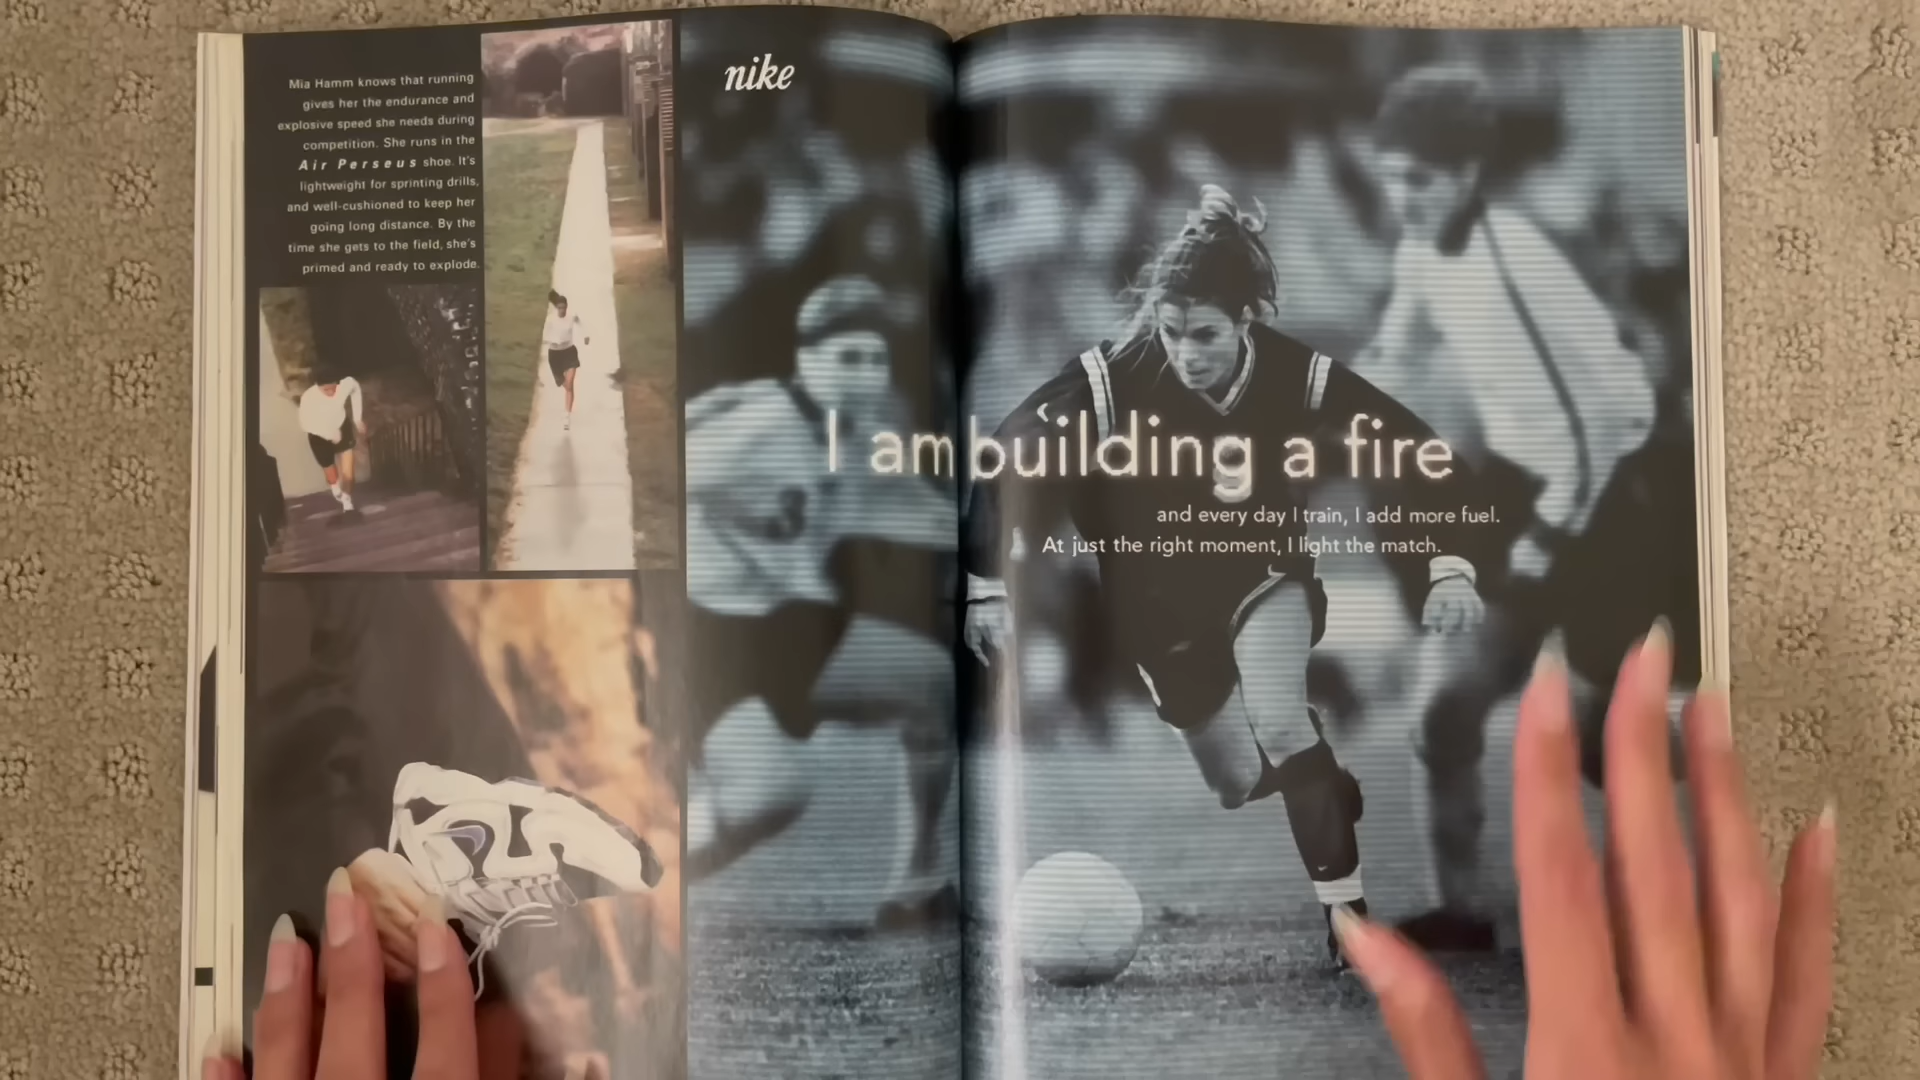 Mia Hamm knows that running
gives her the endurance and
explosive speed she needs during
competition. She runs in the
Air Perseus shoe. It's
lightweight for sprinting drills,
and well-cushioned to keep her
going long distance. By the
time she gets to the field, she's
primed and ready to explode.
nike
I am building a fire
and every day I train, I add more fuel.
At just the right moment, I light the match.